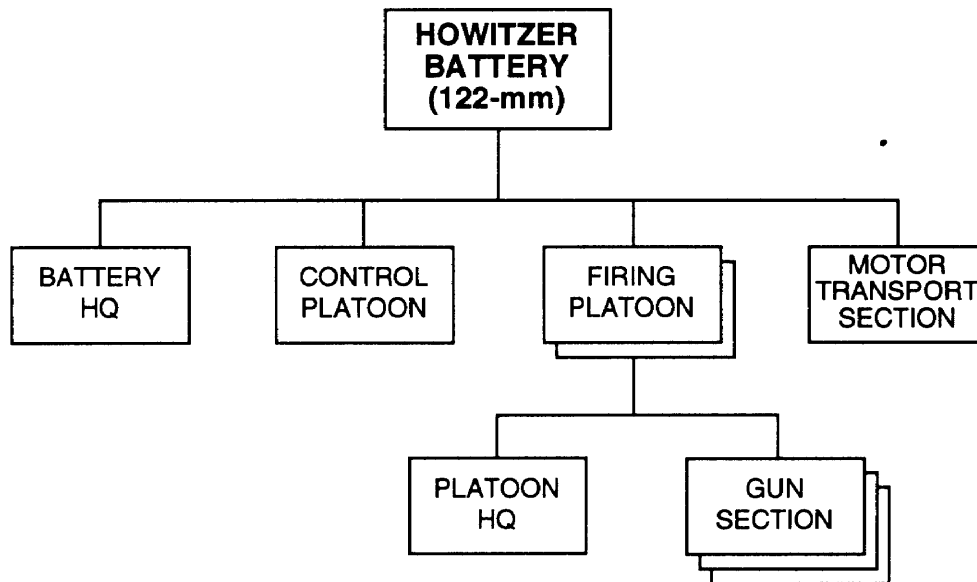 HOWITZER
BATTERY
(122-mm)
BATTERY
HQ
CONTROL
PLATOON
FIRING
PLATOON
MOTOR
TRANSPORT
SECTION
PLATOON
HQ
GUN
SECTION